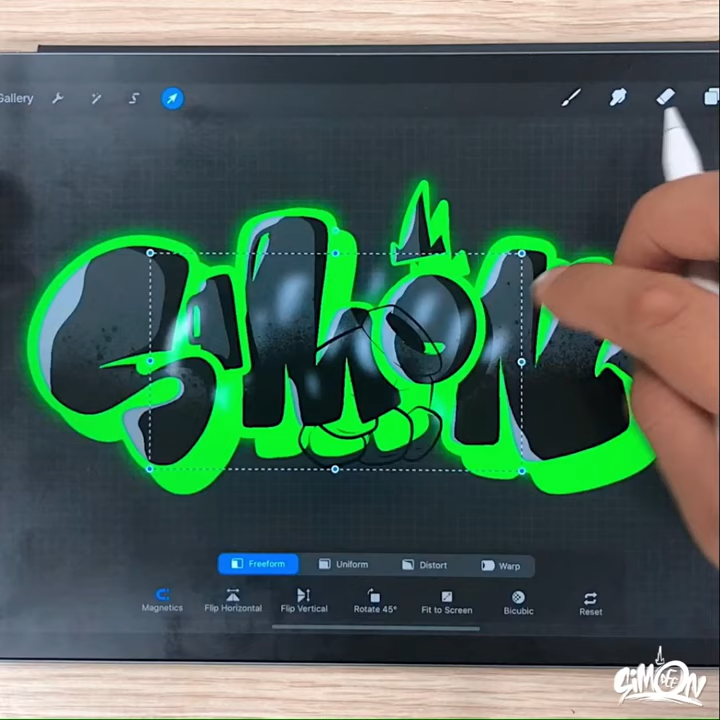 Gallery
SiMON
Freeform Uniform Distort Warp
Magnetics Flip Horizontal Flip Vertical Rotate 45° Fit to Screen Bicubic Reset
SiMON
DEE